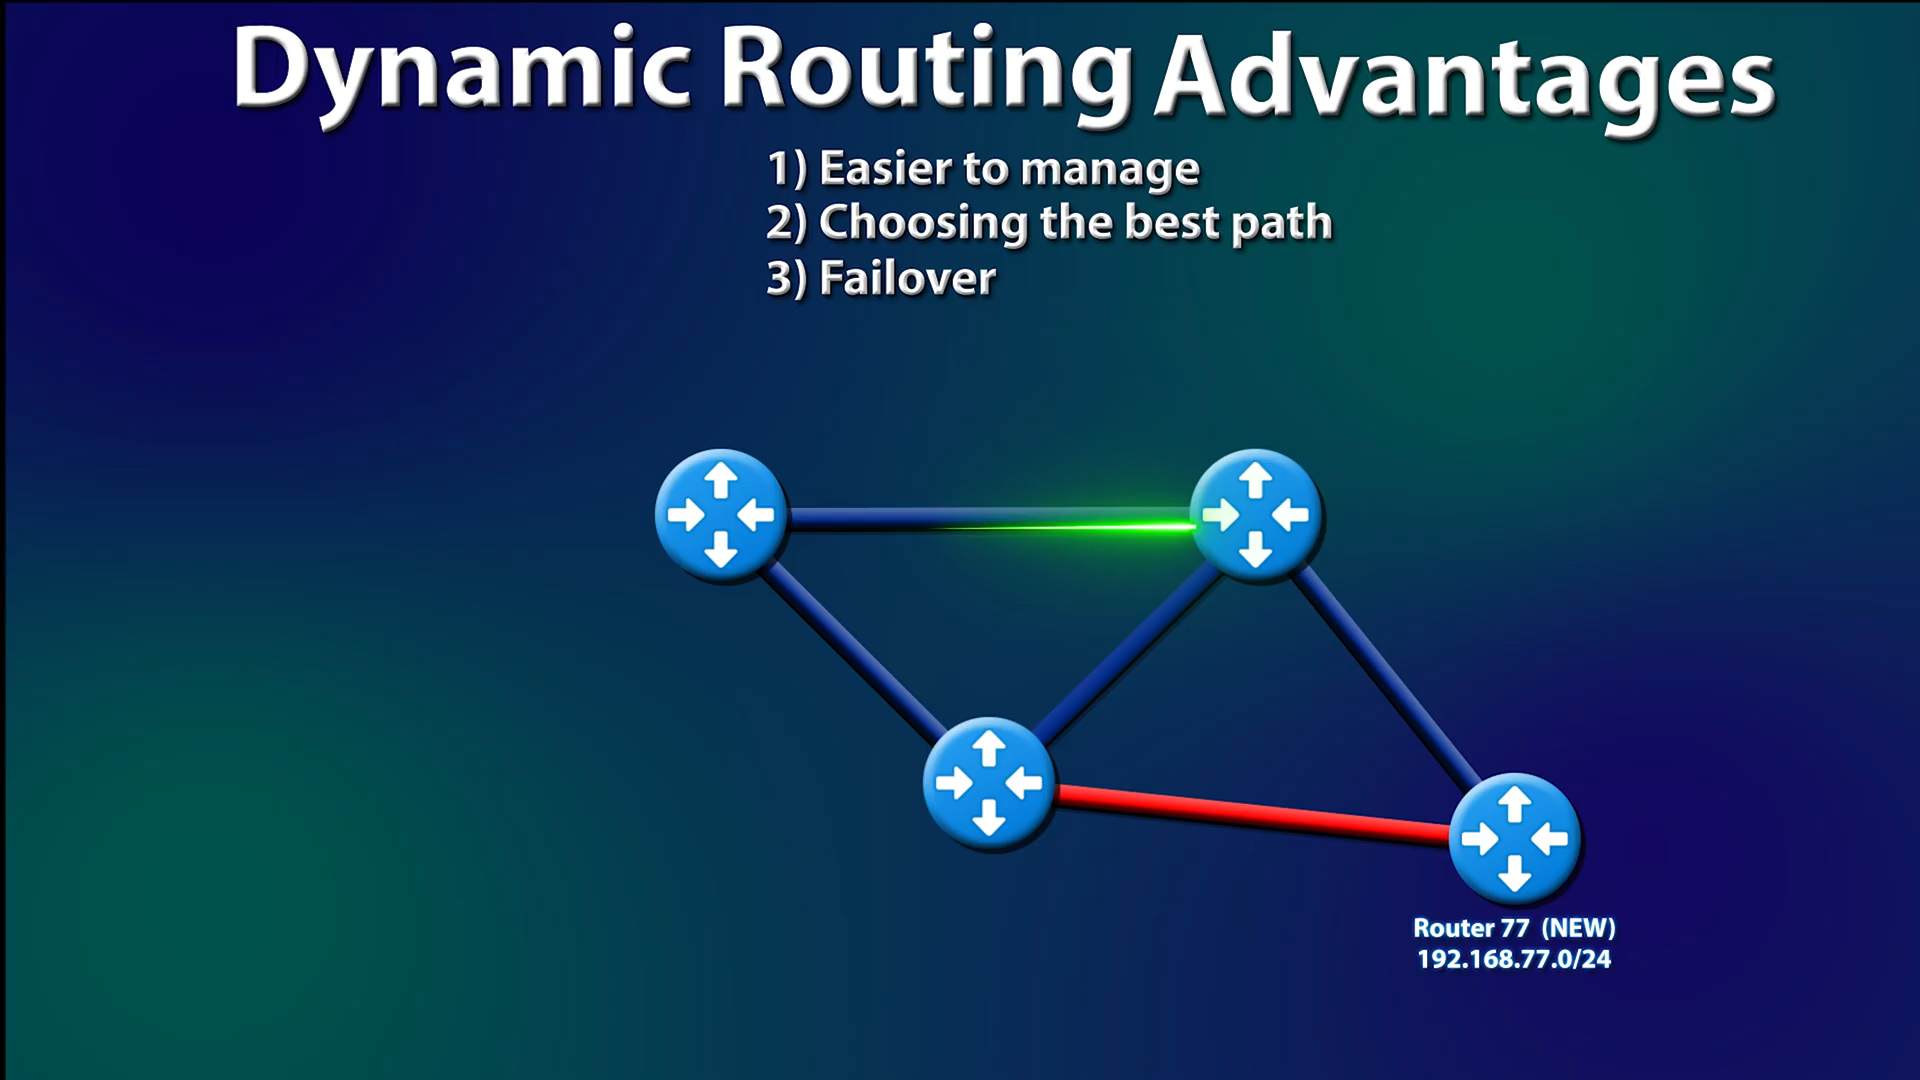 Dynamic Routing Advantages
1) Easier to manage
2) Choosing the best path
3) Failover
Router 77 (NEW)
192.168.77.0/24